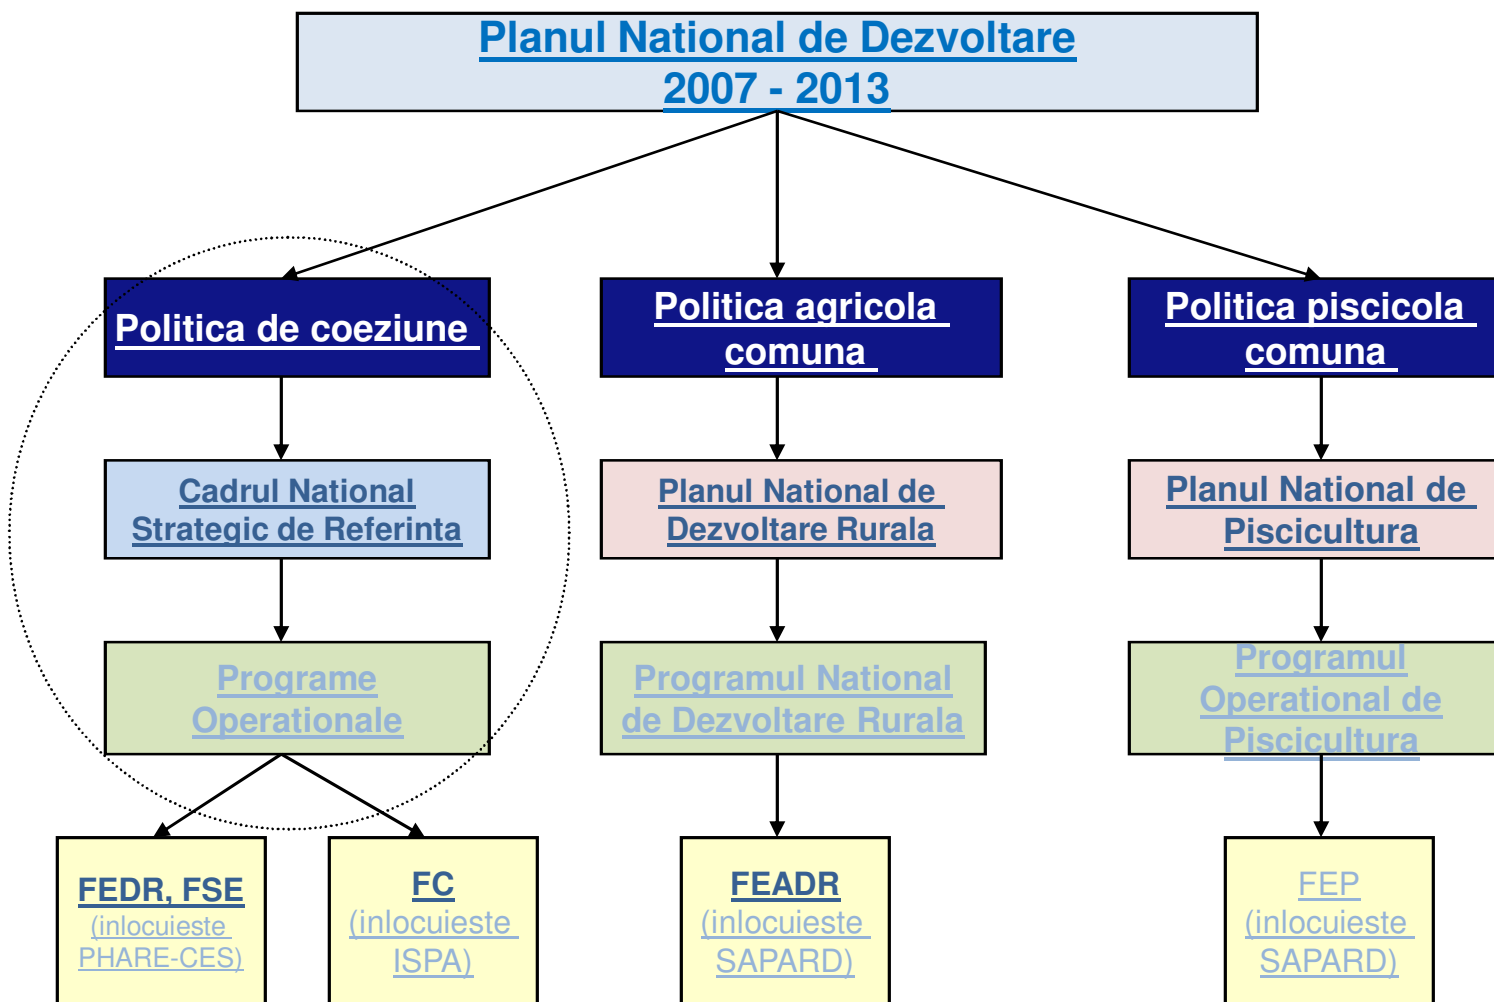 Planul National de Dezvoltare
2007 - 2013
Politica de coeziune
Politica agricola
comuna
Politica piscicola
comuna
Cadrul National
Strategic de Referinta
Planul National de
Dezvoltare Rurala
Planul National de
Piscicultura
Programe
Operationale
Programul National
de Dezvoltare Rurala
Programul
Operational de
Piscicultura
FEDR, FSE
(inlocuieste
PHARE-CES)
FC
(inlocuieste
ISPA)
FEADR
(inlocuieste
SAPARD)
FEP
(inlocuieste
SAPARD)